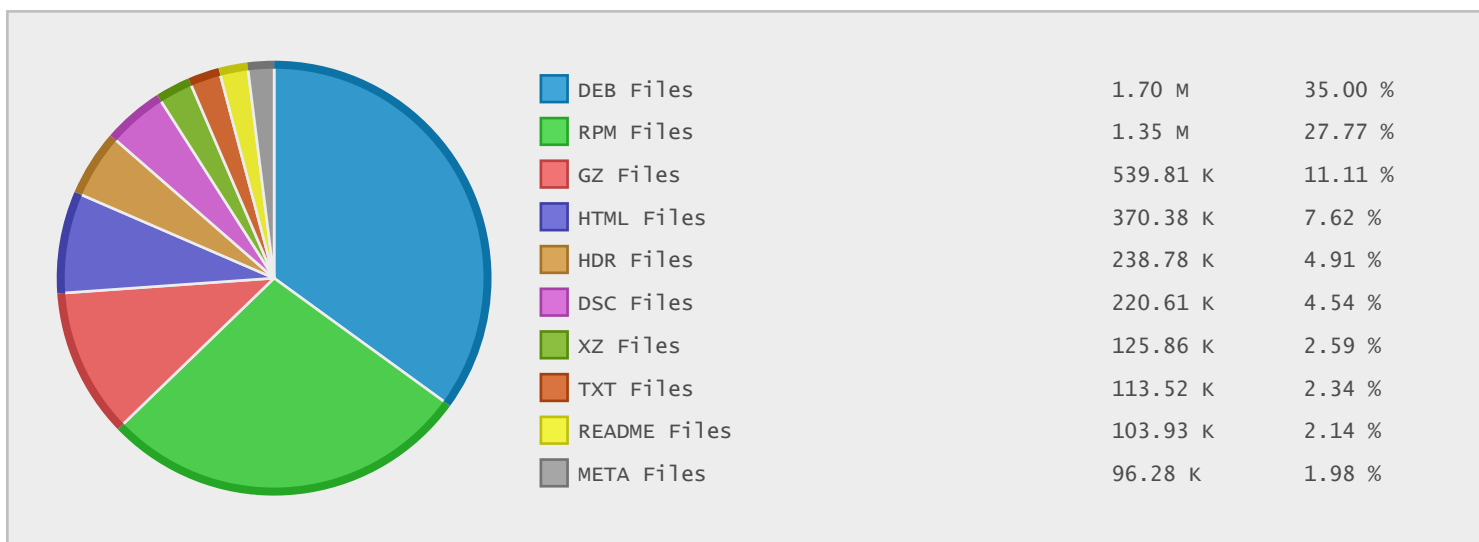 DEB Files 1.70 M 35.00 %
RPM Files 1.35 M 27.77 %
GZ Files 539.81 K 11.11 %
HTML Files 370.38 K 7.62 %
HDR Files 238.78 K 4.91 %
DSC Files 220.61 K 4.54 %
XZ Files 125.86 K 2.59 %
TXT Files 113.52 K 2.34 %
README Files 103.93 K 2.14 %
META Files 96.28 K 1.98 %